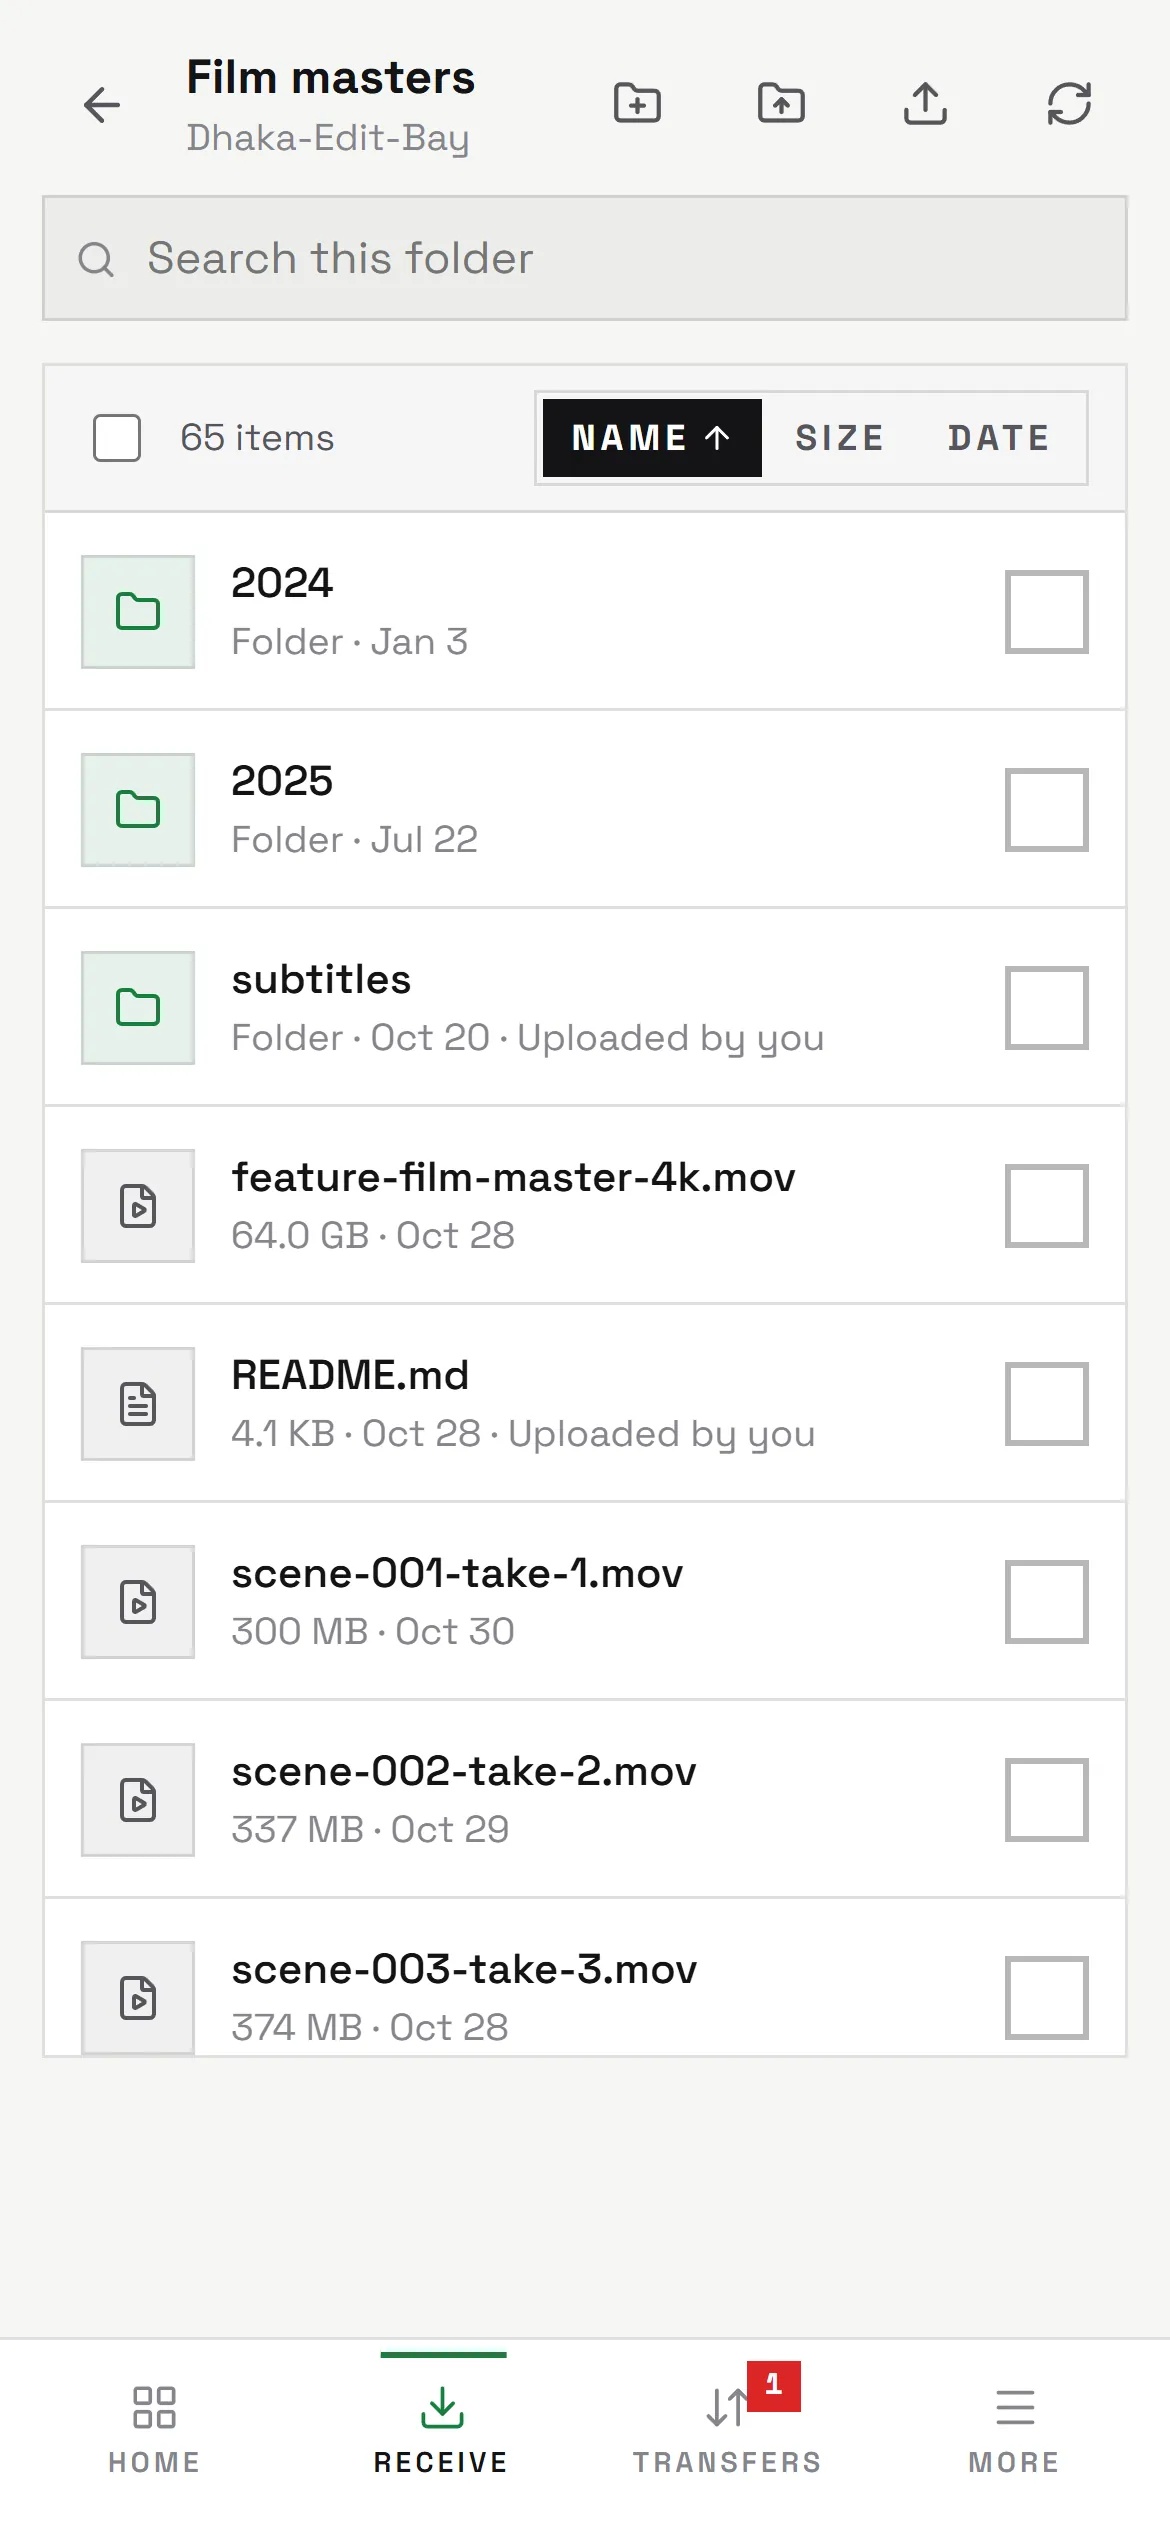 Film masters
Dhaka-Edit-Bay
Search this folder
65 items
NAME ↑ SIZE DATE
2024
Folder · Jan 3
2025
Folder · Jul 22
subtitles
Folder · Oct 20 · Uploaded by you
feature-film-master-4k.mov
64.0 GB · Oct 28
README.md
4.1 KB · Oct 28 · Uploaded by you
scene-001-take-1.mov
300 MB · Oct 30
scene-002-take-2.mov
337 MB · Oct 29
scene-003-take-3.mov
374 MB · Oct 28
1
HOME RECEIVE TRANSFERS MORE